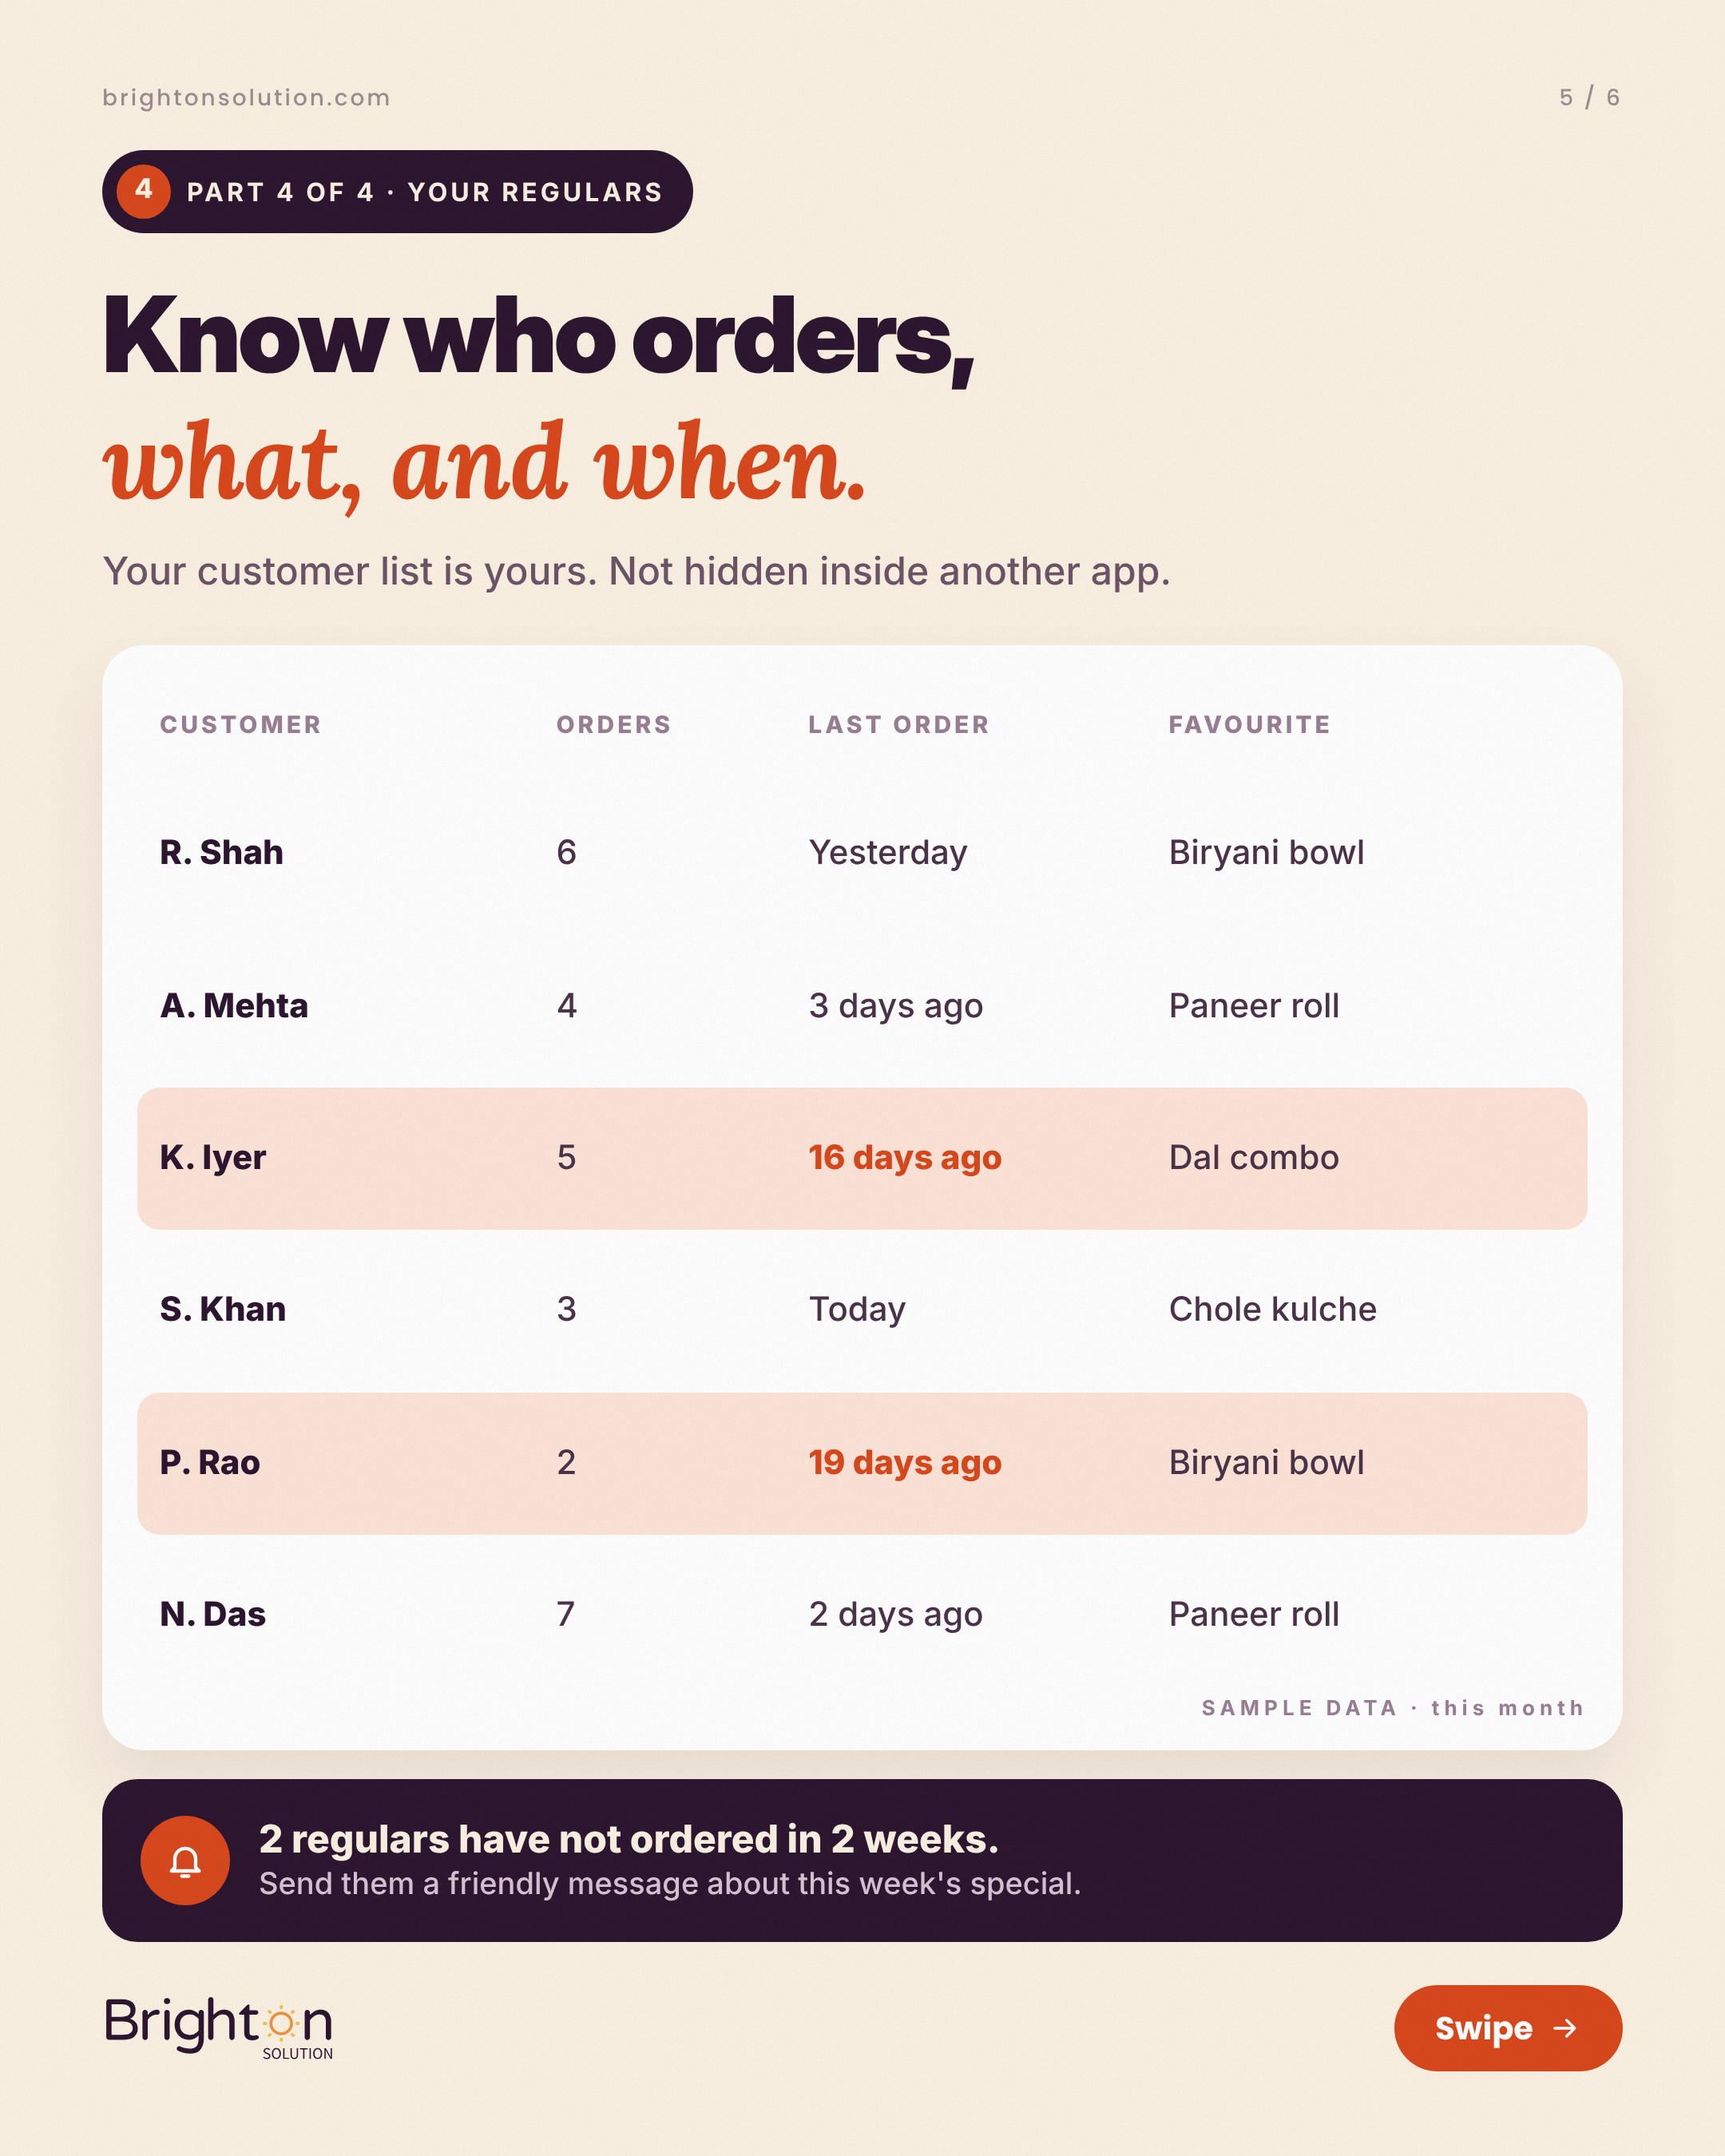 brightonsolution.com
5 / 6
4 PART 4 OF 4 · YOUR REGULARS
Know who orders,
what, and when.
Your customer list is yours. Not hidden inside another app.
CUSTOMER ORDERS LAST ORDER FAVOURITE
R. Shah 6 Yesterday Biryani bowl
A. Mehta 4 3 days ago Paneer roll
K. Iyer 5 16 days ago Dal combo
S. Khan 3 Today Chole kulche
P. Rao 2 19 days ago Biryani bowl
N. Das 7 2 days ago Paneer roll
SAMPLE DATA · this month
2 regulars have not ordered in 2 weeks.
Send them a friendly message about this week's special.
Brighton
SOLUTION
Swipe →